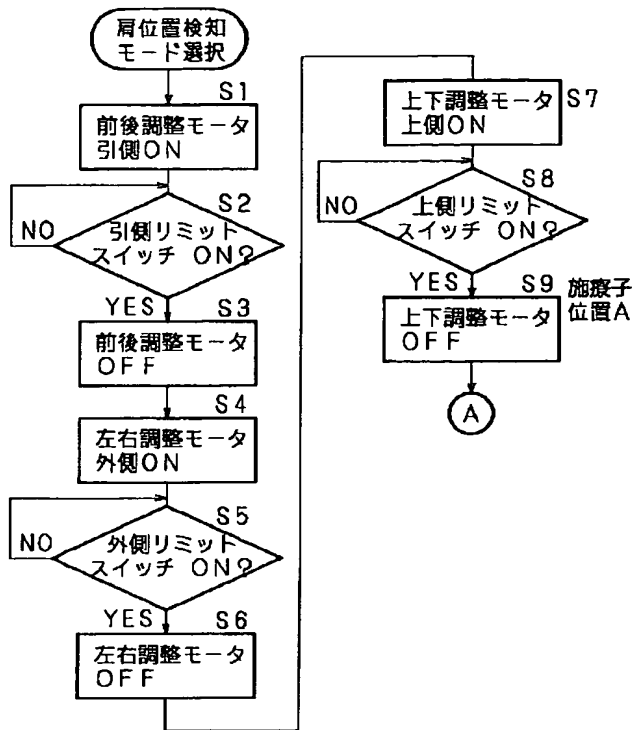 肩位置検知
モード選択
S1
前後調整モータ
引側ON
S2
引側リミット
スイッチ ON?
NO
YES
S3
前後調整モータ
OFF
S4
左右調整モータ
外側ON
S5
外側リミット
スイッチ ON?
NO
YES
S6
左右調整モータ
OFF
S7
上下調整モータ
上側ON
S8
上側リミット
スイッチ ON?
NO
YES
S9
施療子
位置A
上下調整モータ
OFF
A